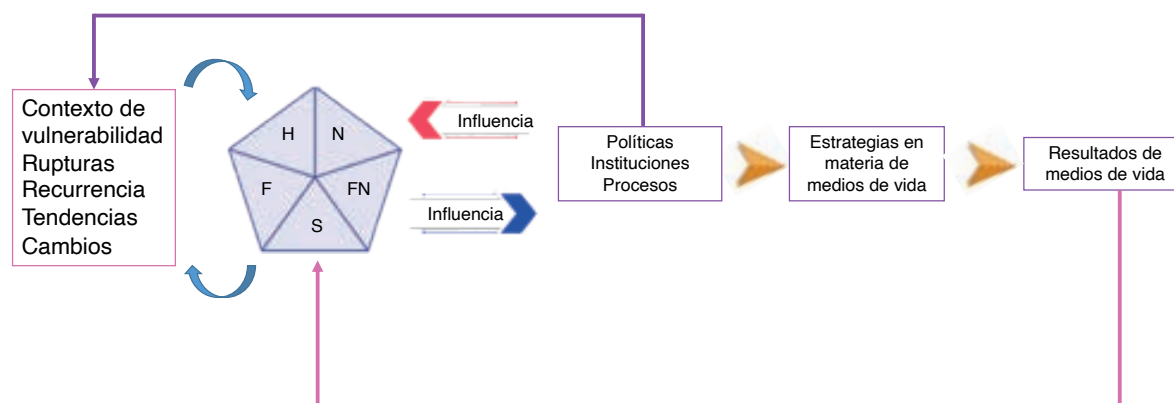 Contexto de
vulnerabilidad
Rupturas
Recurrencia
Tendencias
Cambios
H
N
F
FN
S
Influencia
Influencia
Políticas
Instituciones
Procesos
Estrategias en
materia de
medios de vida
Resultados de
medios de vida